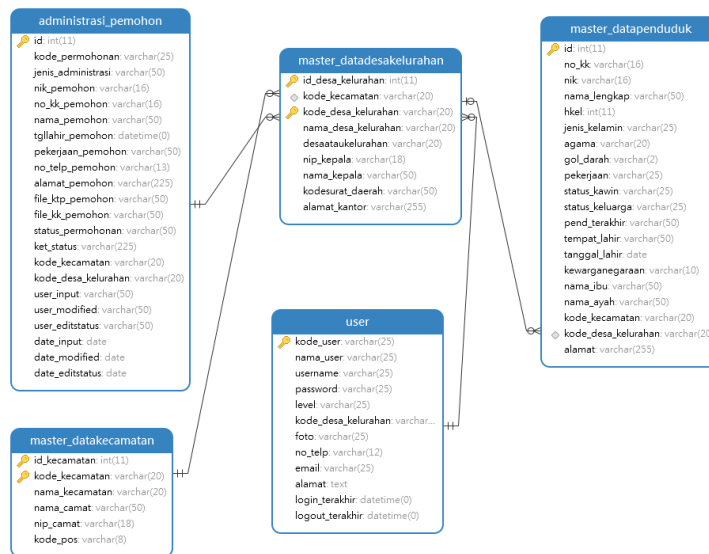 administrasi_pemohon
id: int(11)
kode_permohonan: varchar(25)
jenis_administrasi: varchar(50)
nik_pemohon: varchar(16)
no_kk_pemohon: varchar(16)
nama_pemohon: varchar(50)
tgllahir_pemohon: datetime(0)
pekerjaan_pemohon: varchar(50)
no_telp_pemohon: varchar(13)
alamat_pemohon: varchar(225)
file_ktp_pemohon: varchar(50)
file_kk_pemohon: varchar(50)
status_permohonan: varchar(50)
ket_status: varchar(225)
kode_kecamatan: varchar(20)
kode_desa_kelurahan: varchar(20)
user_input: varchar(50)
user_modified: varchar(50)
user_editstatus: varchar(50)
date_input: date
date_modified: date
date_editstatus: date
master_datadesakelurahan
id_desa_kelurahan: int(11)
kode_kecamatan: varchar(20)
kode_desa_kelurahan: varchar(20)
nama_desa_kelurahan: varchar(20)
desaataukelurahan: varchar(20)
nip_kepala: varchar(18)
nama_kepala: varchar(50)
kodesurat_daerah: varchar(50)
alamat_kantor: varchar(255)
master_datapenduduk
id: int(11)
no_kk: varchar(16)
nik: varchar(16)
nama_lengkap: varchar(50)
hkel: int(11)
jenis_kelamin: varchar(25)
agama: varchar(20)
gol_darah: varchar(2)
pekerjaan: varchar(25)
status_kawin: varchar(25)
status_keluarga: varchar(25)
pend_terakhir: varchar(50)
tempat_lahir: varchar(50)
tanggal_lahir: date
kewarganegaraan: varchar(10)
nama_ibu: varchar(50)
nama_ayah: varchar(50)
kode_kecamatan: varchar(20)
kode_desa_kelurahan: varchar(20
alamat: varchar(255)
user
kode_user: varchar(25)
nama_user: varchar(25)
username: varchar(25)
password: varchar(25)
level: varchar(25)
kode_desa_kelurahan: varchar...
foto: varchar(25)
no_telp: varchar(12)
email: varchar(25)
alamat: text
login_terakhir: datetime(0)
logout_terakhir: datetime(0)
master_datakecamatan
id_kecamatan: int(11)
kode_kecamatan: varchar(20)
nama_kecamatan: varchar(20)
nama_camat: varchar(50)
nip_camat: varchar(18)
kode_pos: varchar(8)